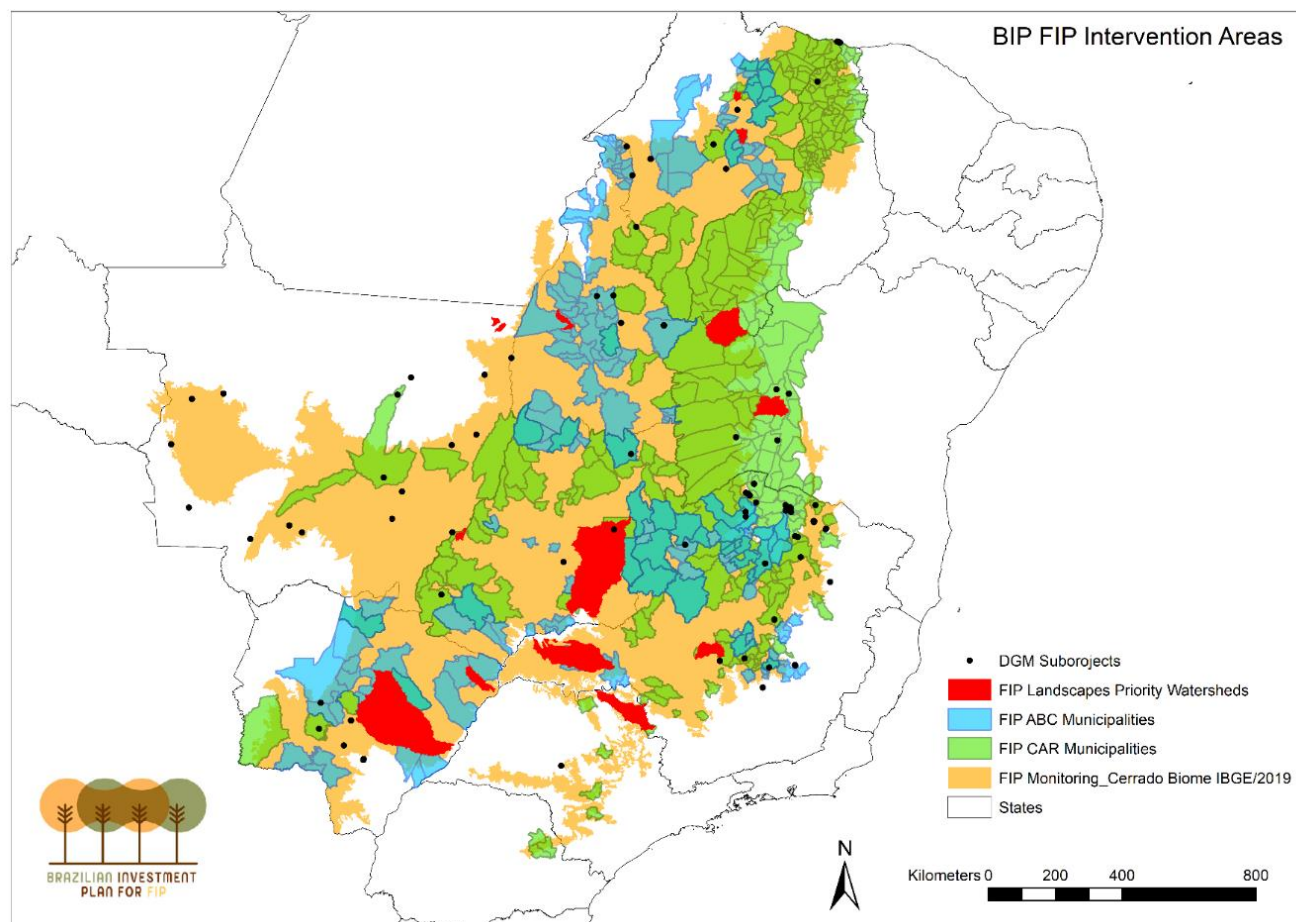 BIP FIP Intervention Areas
DGM Suborojects
FIP Landscapes Priority Watersheds
FIP ABC Municipalities
FIP CAR Municipalities
FIP Monitoring_Cerrado Biome IBGE/2019
States
BRAZILIAN INVESTMENT
PLAN FOR FIP
N
Kilometers 0 200 400 800